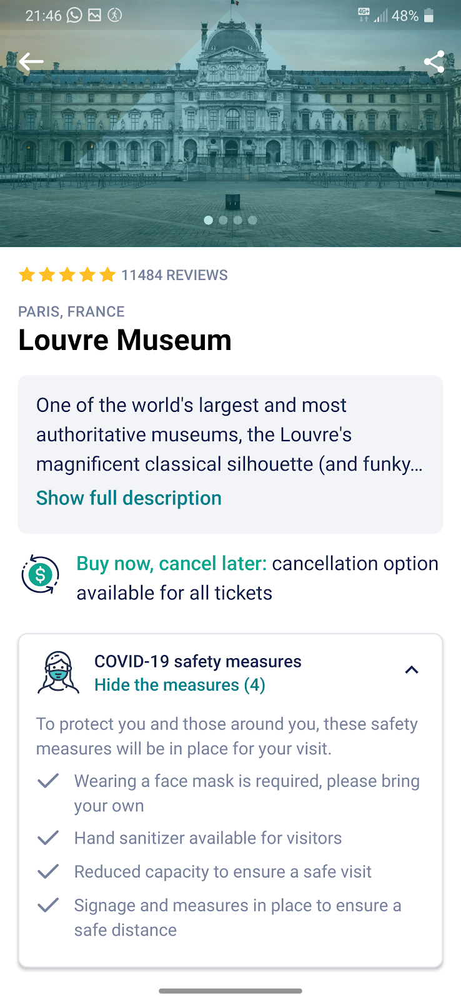 21:46 4G+ 48%
11484 REVIEWS
PARIS, FRANCE
Louvre Museum
One of the world's largest and most
authoritative museums, the Louvre's
magnificent classical silhouette (and funky...
Show full description
Buy now, cancel later: cancellation option
available for all tickets
COVID-19 safety measures
Hide the measures (4)
To protect you and those around you, these safety
measures will be in place for your visit.
Wearing a face mask is required, please bring
your own
Hand sanitizer available for visitors
Reduced capacity to ensure a safe visit
Signage and measures in place to ensure a
safe distance